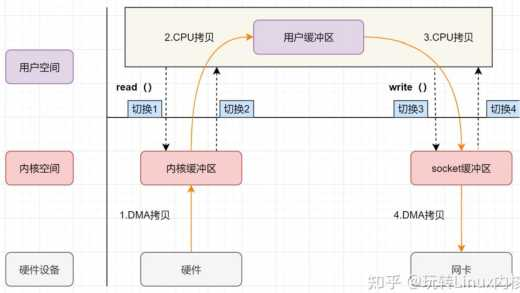 2.CPU拷贝
用户缓冲区
3.CPU拷贝
用户空间
read（）
write（）
切换1
切换2
切换3
切换4
内核空间
内核缓冲区
socket缓冲区
1.DMA拷贝
4.DMA拷贝
硬件设备
硬件
网卡
知乎 @玩转Linux内核